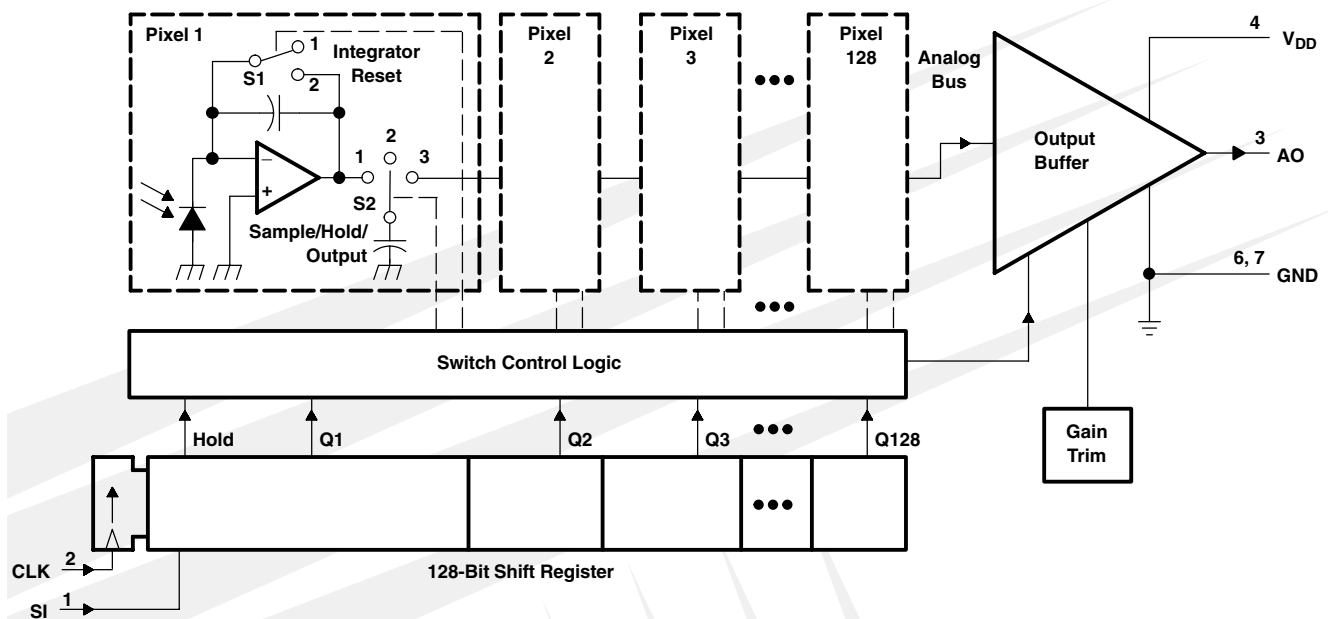 Pixel 1
1
Integrator
Reset
S1
2
−
+
1
2
3
S2
Sample/Hold/
Output
Pixel
2
Pixel
3
Pixel
128
Analog
Bus
Output
Buffer
4
VDD
3
AO
6, 7
GND
Switch Control Logic
Hold
Q1
Q2
Q3
Q128
Gain
Trim
CLK
2
SI
1
128-Bit Shift Register